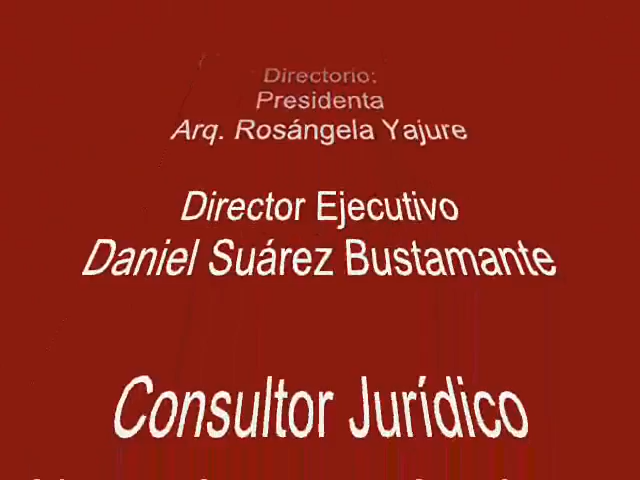 Directorio:
Presidenta
Arq. Rosángela Yajure
Director Ejecutivo
Daniel Suárez Bustamante
Consultor Jurídico